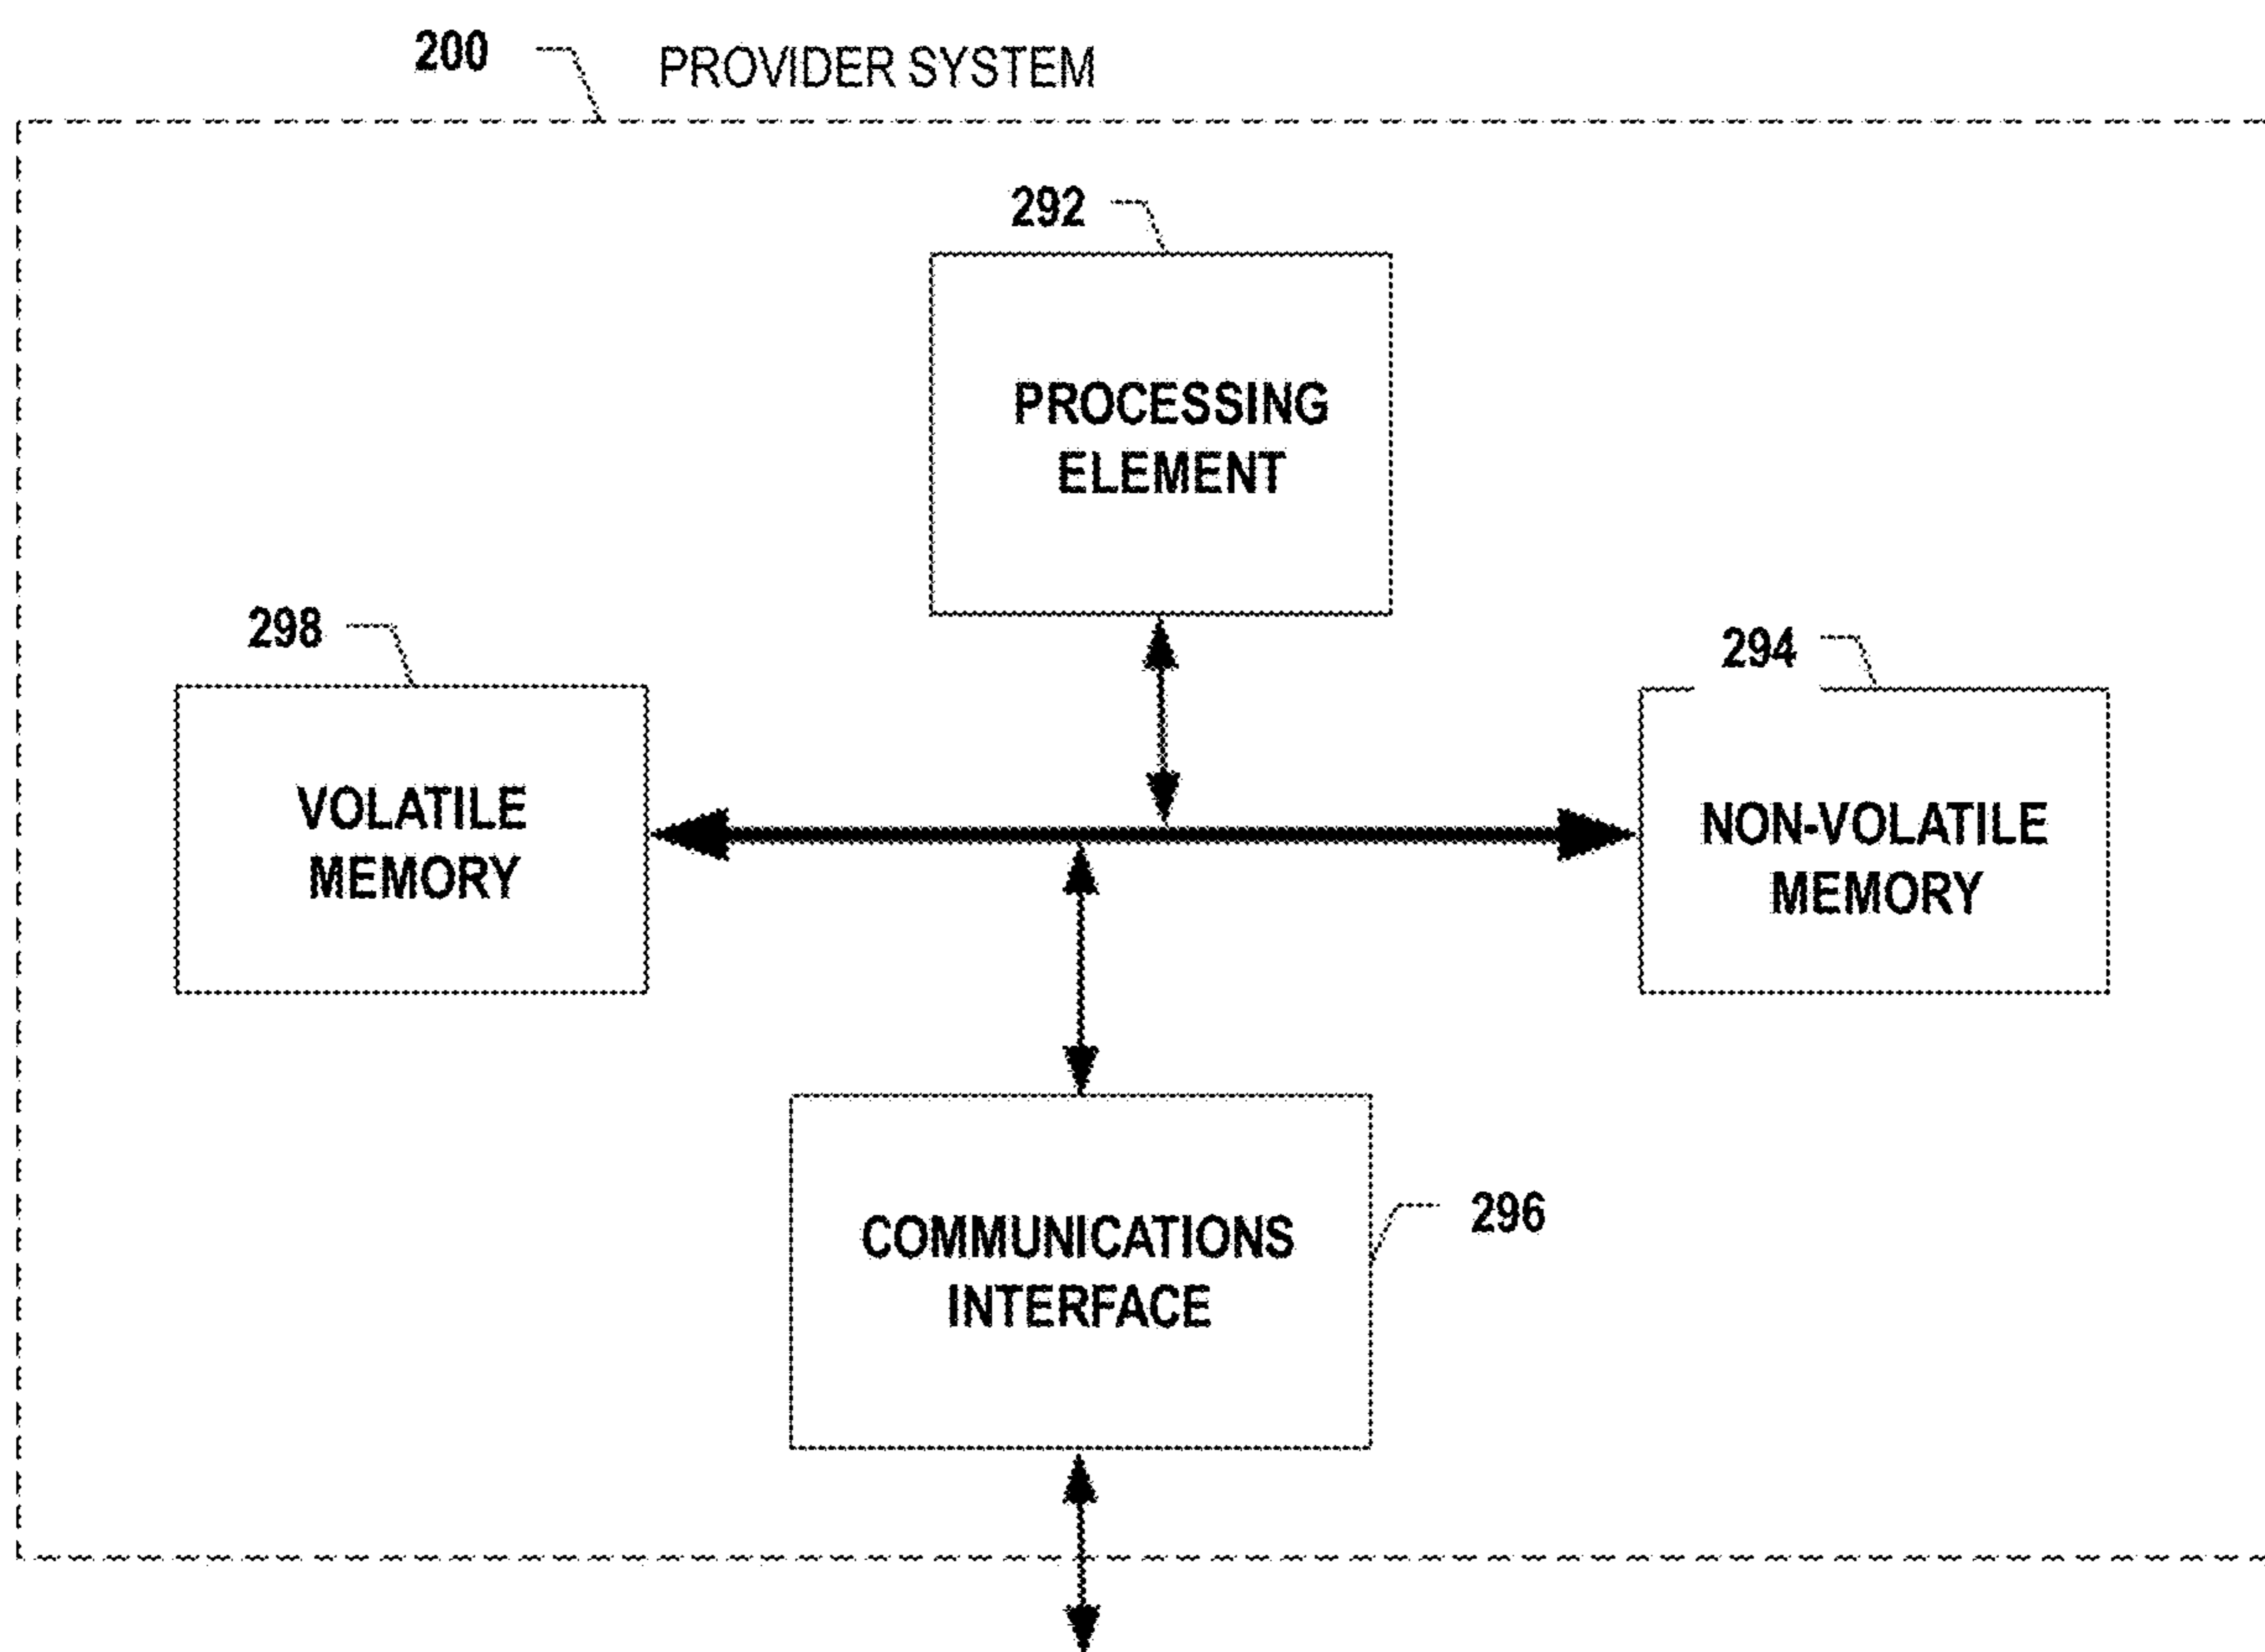 200 PROVIDER SYSTEM
292
PROCESSING
ELEMENT
298
294
VOLATILE
MEMORY
NON-VOLATILE
MEMORY
COMMUNICATIONS
INTERFACE
296